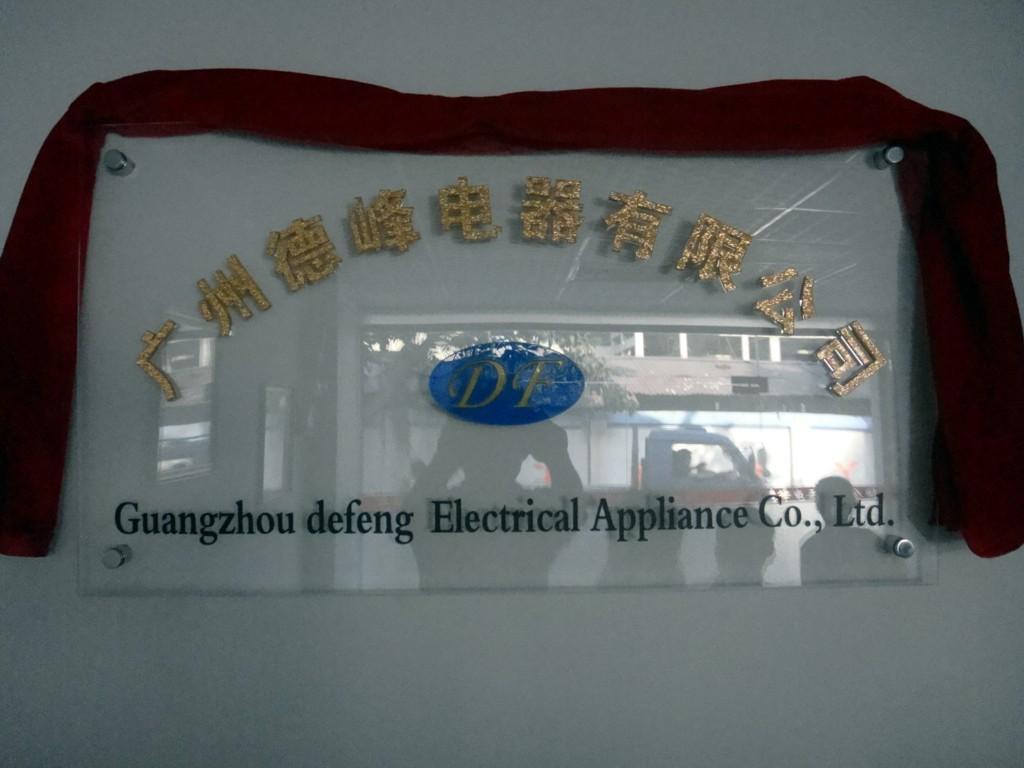 广州德峰电器有限公司
DF
Guangzhou defeng Electrical Appliance Co., Ltd.